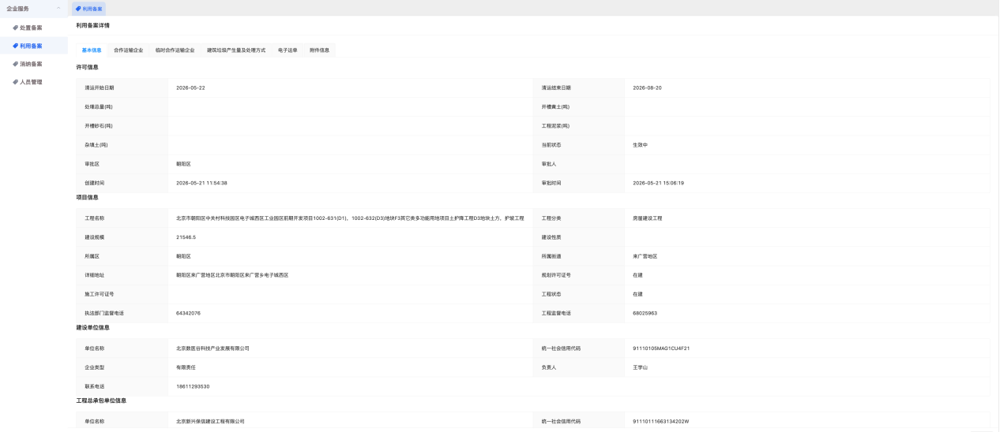 企业服务
利用备案
处置备案
利用备案
消纳备案
人员管理
利用备案详情
基本信息 合作运输企业 临时合作运输企业 建筑垃圾产生量及处理方式 电子运单 附件信息
许可信息
清运开始日期 2026-05-22 清运结束日期 2026-08-20
处理总量(吨) 开槽黄土(吨)
开槽砂石(吨) 工程泥浆(吨)
杂填土(吨) 当前状态 生效中
审批区 朝阳区 审批人
创建时间 2026-05-21 11:54:38 审批时间 2026-05-21 15:06:19
项目信息
工程名称 北京市朝阳区中关村科技园区电子城西区工业园区前期开发项目1002-631(D1)，1002-632(D3)地块F3其它类多功能用地项目土护降工程D3地块土方，护坡工程 工程分类 房屋建设工程
建设规模 21546.5 建设性质
所属区 朝阳区 所属街道 来广营地区
详细地址 朝阳区来广营地区北京市朝阳区来广营乡电子城西区 规划许可证号 在建
施工许可证号 工程状态 在建
执法部门监督电话 64342076 工程监督电话 68025963
建设单位信息
单位名称 北京数医谷科技产业发展有限公司 统一社会信用代码 91110105MAG1CU4F21
企业类型 有限责任 负责人 王学山
联系电话 18611293530
工程总承包单位信息
单位名称 北京新兴保信建设工程有限公司 统一社会信用代码 91110111663134202W